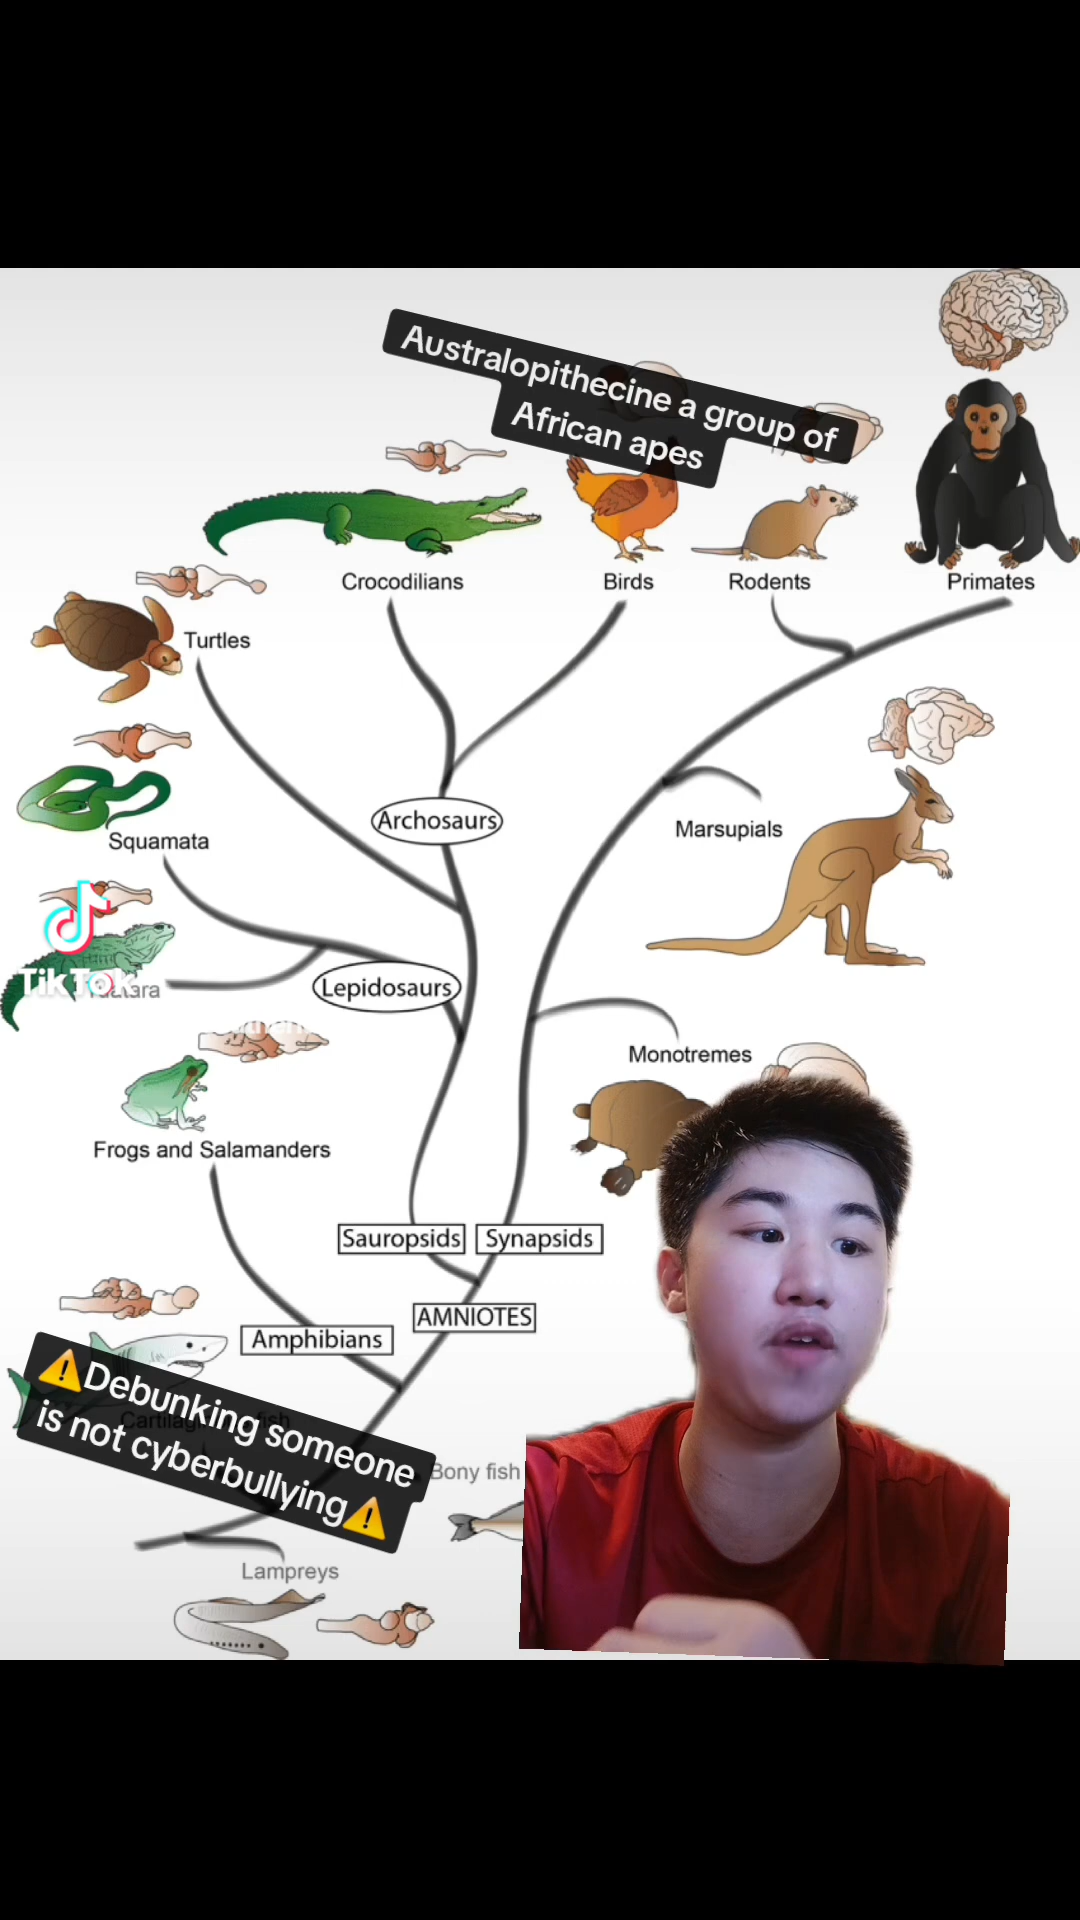 Australopithecine a group of
African apes
Crocodilians
Birds
Rodents
Primates
Turtles
Marsupials
Archosaurs
Squamata
TikTok
Lepidosaurs
Monotremes
Frogs and Salamanders
Sauropsids
Synapsids
AMNIOTES
Amphibians
⚠️Debunking someone
is not cyberbullying⚠️
Bony fish
Lampreys